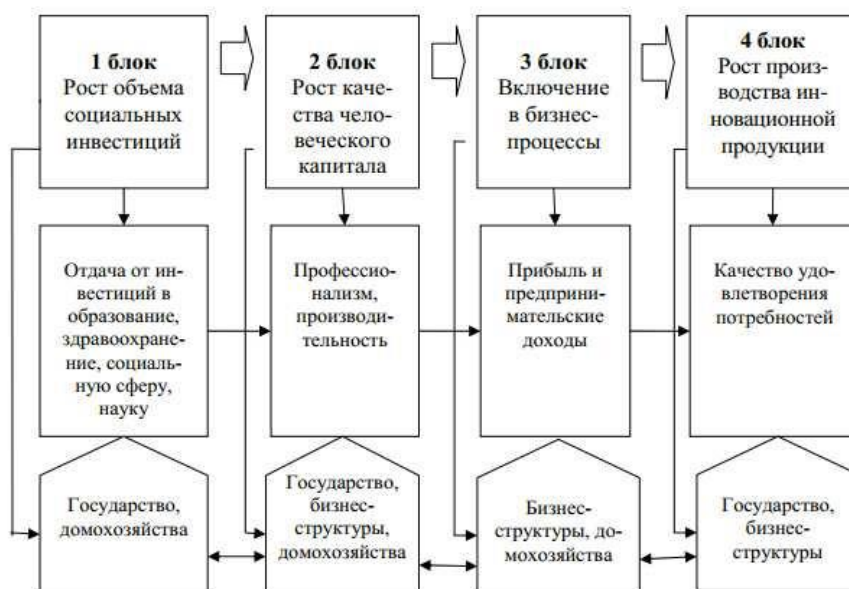 1 блок
Рост объема
социальных
инвестиций
2 блок
Рост каче-
ства чело-
веческого
капитала
3 блок
Включение
в бизнес-
процессы
4 блок
Рост произ-
водства ин-
новационной
продукции
Отдача от ин-
вестиций в
образование,
здравоохране-
ние, социаль-
ную сферу,
науку
Профессио-
нализм,
производи-
тельность
Прибыль и
предприни-
мательские
доходы
Качество удо-
влетворения
потребностей
Государство,
домохозяйства
Государство,
бизнес-
структуры,
домохозяйства
Бизнес-
структуры, до-
мохозяйства
Государство,
бизнес-
структуры